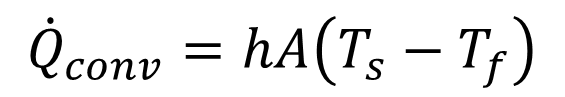 Q̇_conv = hA(T_s − T_f)